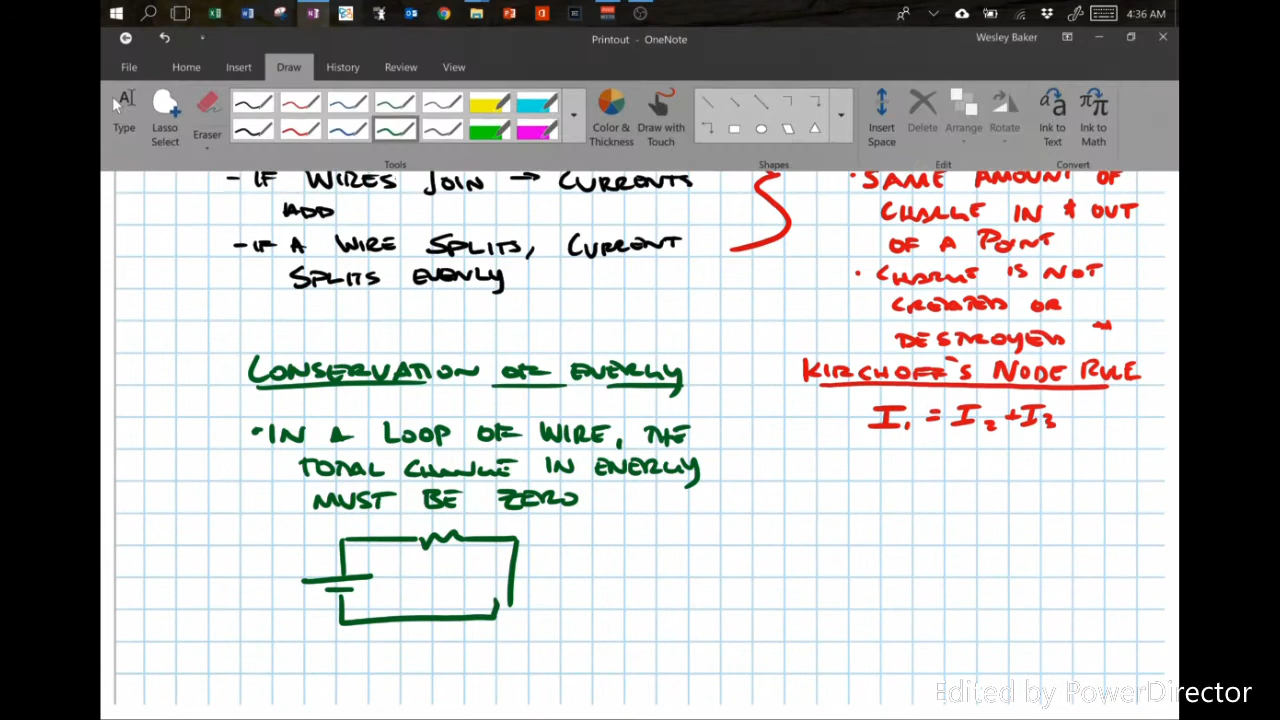 4:36 AM
Printout - OneNote
Wesley Baker
File Home Insert Draw History Review View
Type
Lasso Select
Eraser
Color & Thickness
Draw with Touch
Insert Space
Delete
Arrange
Rotate
Ink to Text
Ink to Math
Tools
Shapes
Edit
Convert
- IF WIRES JOIN → CURRENTS
ADD
- IF A WIRE SPLITS, CURRENT
SPLITS EVENLY
• SAME AMOUNT OF
CHARGE IN & OUT
OF A POINT
• CHARGE IS NOT
CREATED OR
DESTROYED
KIRCHOFF'S NODE RULE
I₁ = I₂ + I₃
CONSERVATION OF ENERGY
• IN A LOOP OF WIRE, THE
TOTAL CHANGE IN ENERGY
MUST BE ZERO
Edited by PowerDirector